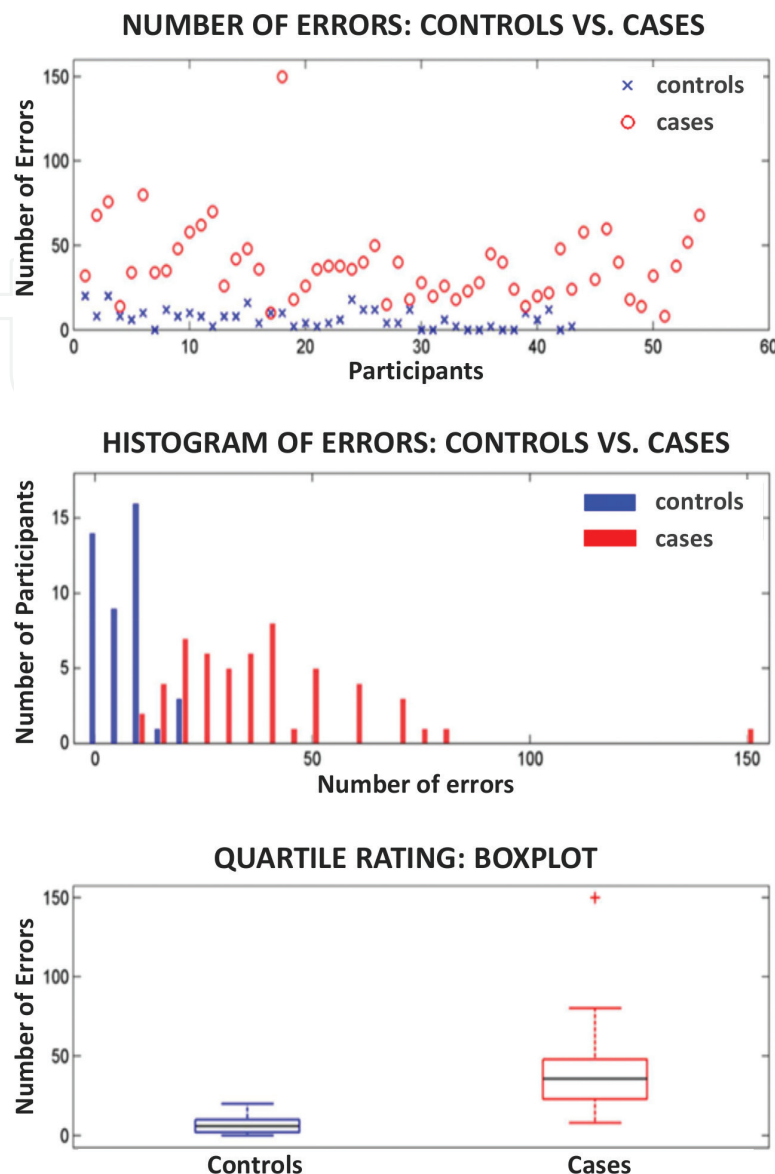 NUMBER OF ERRORS: CONTROLS VS. CASES
Number of Errors
150
100
50
0
controls
cases
0 10 20 30 40 50 60
Participants
HISTOGRAM OF ERRORS: CONTROLS VS. CASES
Number of Participants
15
10
5
0
controls
cases
0 50 100 150
Number of errors
QUARTILE RATING: BOXPLOT
Number of Errors
150
100
50
0
Controls Cases